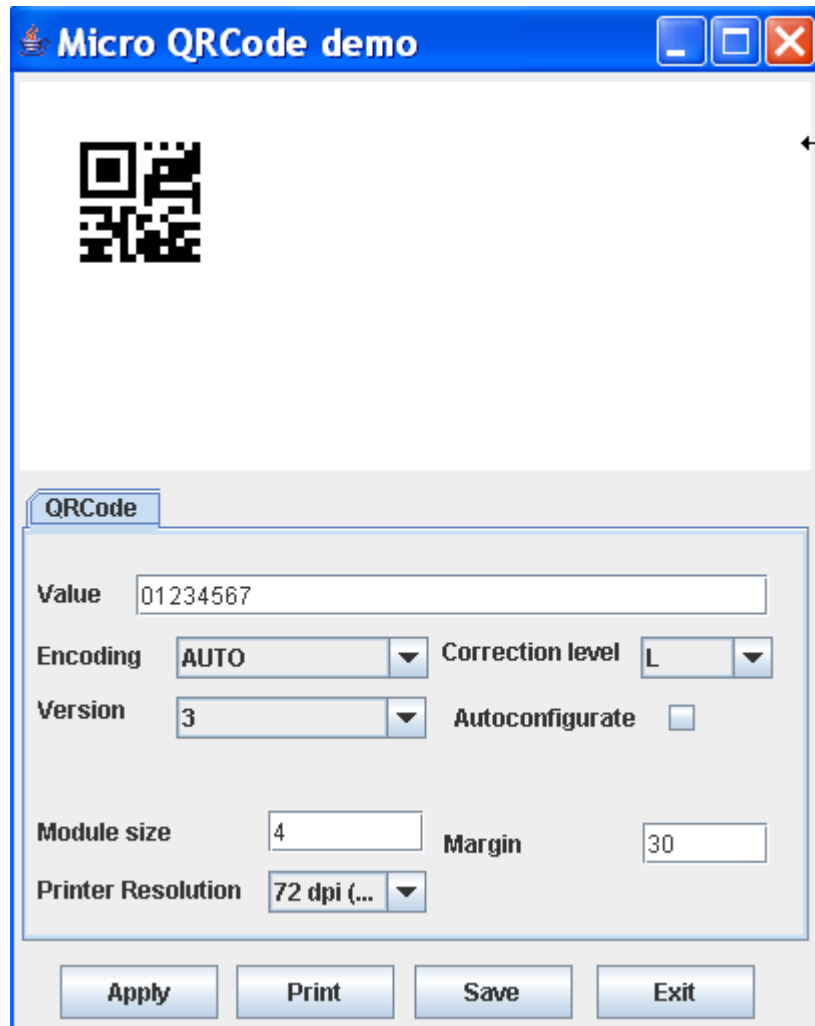 Micro QRCode demo
QRCode
Value 01234567
Encoding AUTO Correction level L
Version 3 Autoconfigurate
Module size 4 Margin 30
Printer Resolution 72 dpi (...
Apply Print Save Exit